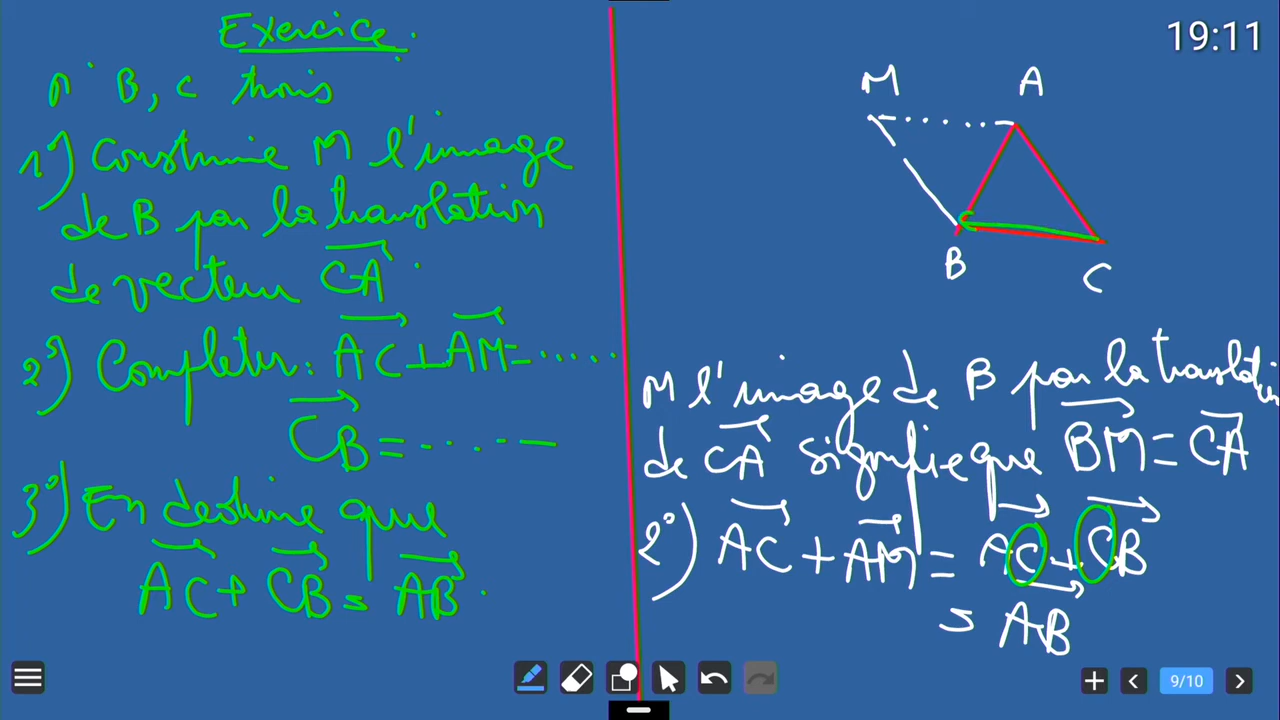 Exercice.
A B, C trois
1°) Construire M l'image
de B par la translation
de vecteur CA.
2°) Completer: AC+AM=.....
CB=.......
3°) En deduire que
AC+CB=AB.
19:11
M A
B C
M l'image de B par la translation
de CA signifie que BM=CA
2°) AC+AM=AC+CB
=AB
9/10